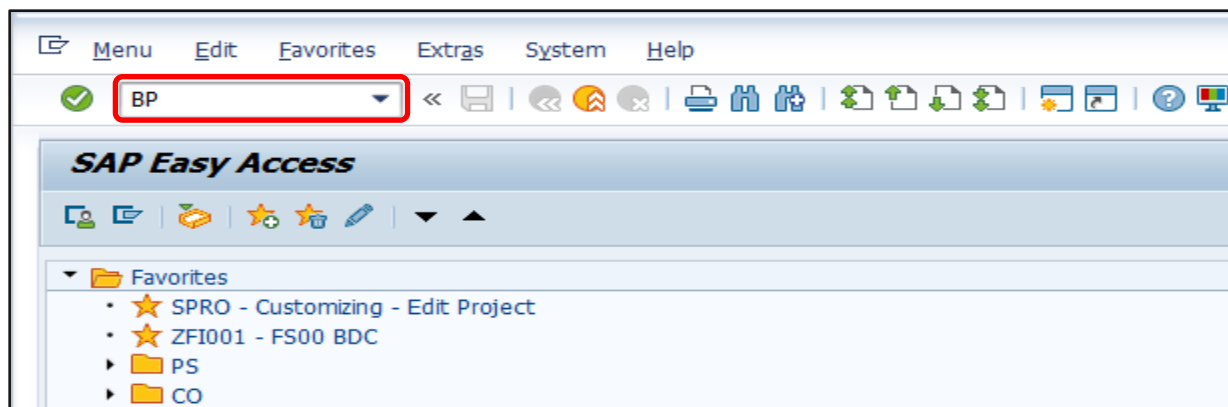 Menu Edit Favorites Extras System Help
BP
SAP Easy Access
Favorites
SPRO - Customizing - Edit Project
ZFI001 - FS00 BDC
PS
CO